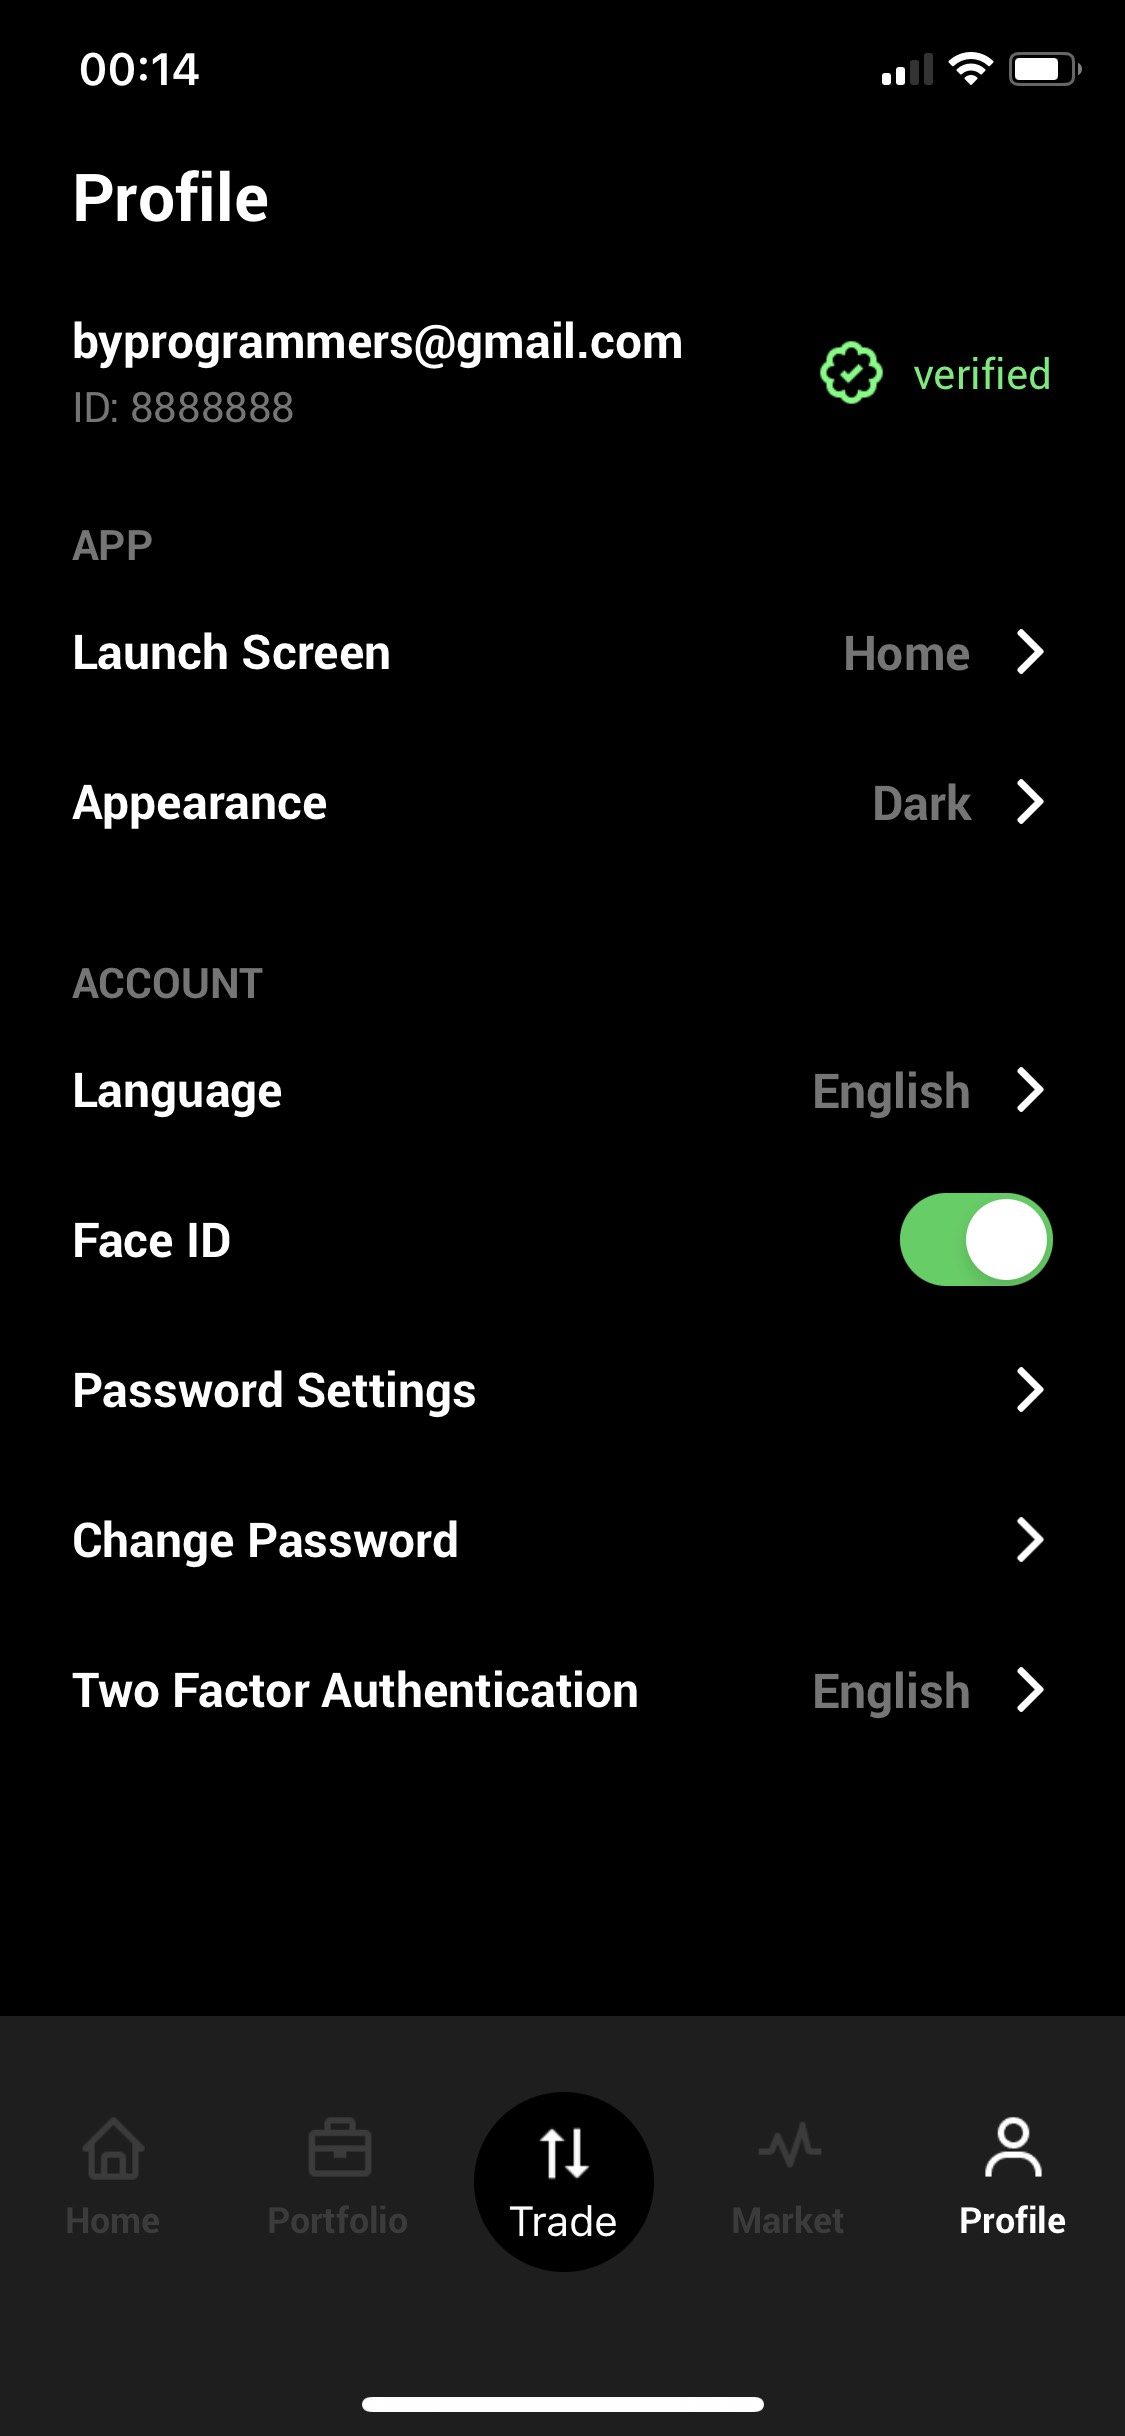 00:14
Profile
byprogrammers@gmail.com
ID: 8888888
verified
APP
Launch Screen Home
Appearance Dark
ACCOUNT
Language English
Face ID
Password Settings
Change Password
Two Factor Authentication English
Home Portfolio Trade Market Profile